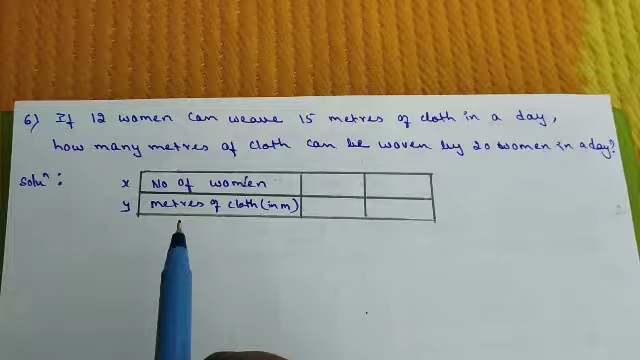 6) If 12 women can weave 15 metres of cloth in a day,
how many metres of cloth can be woven by 20 women in a day?
Soluⁿ :
x No of women
y metres of cloth (in m)